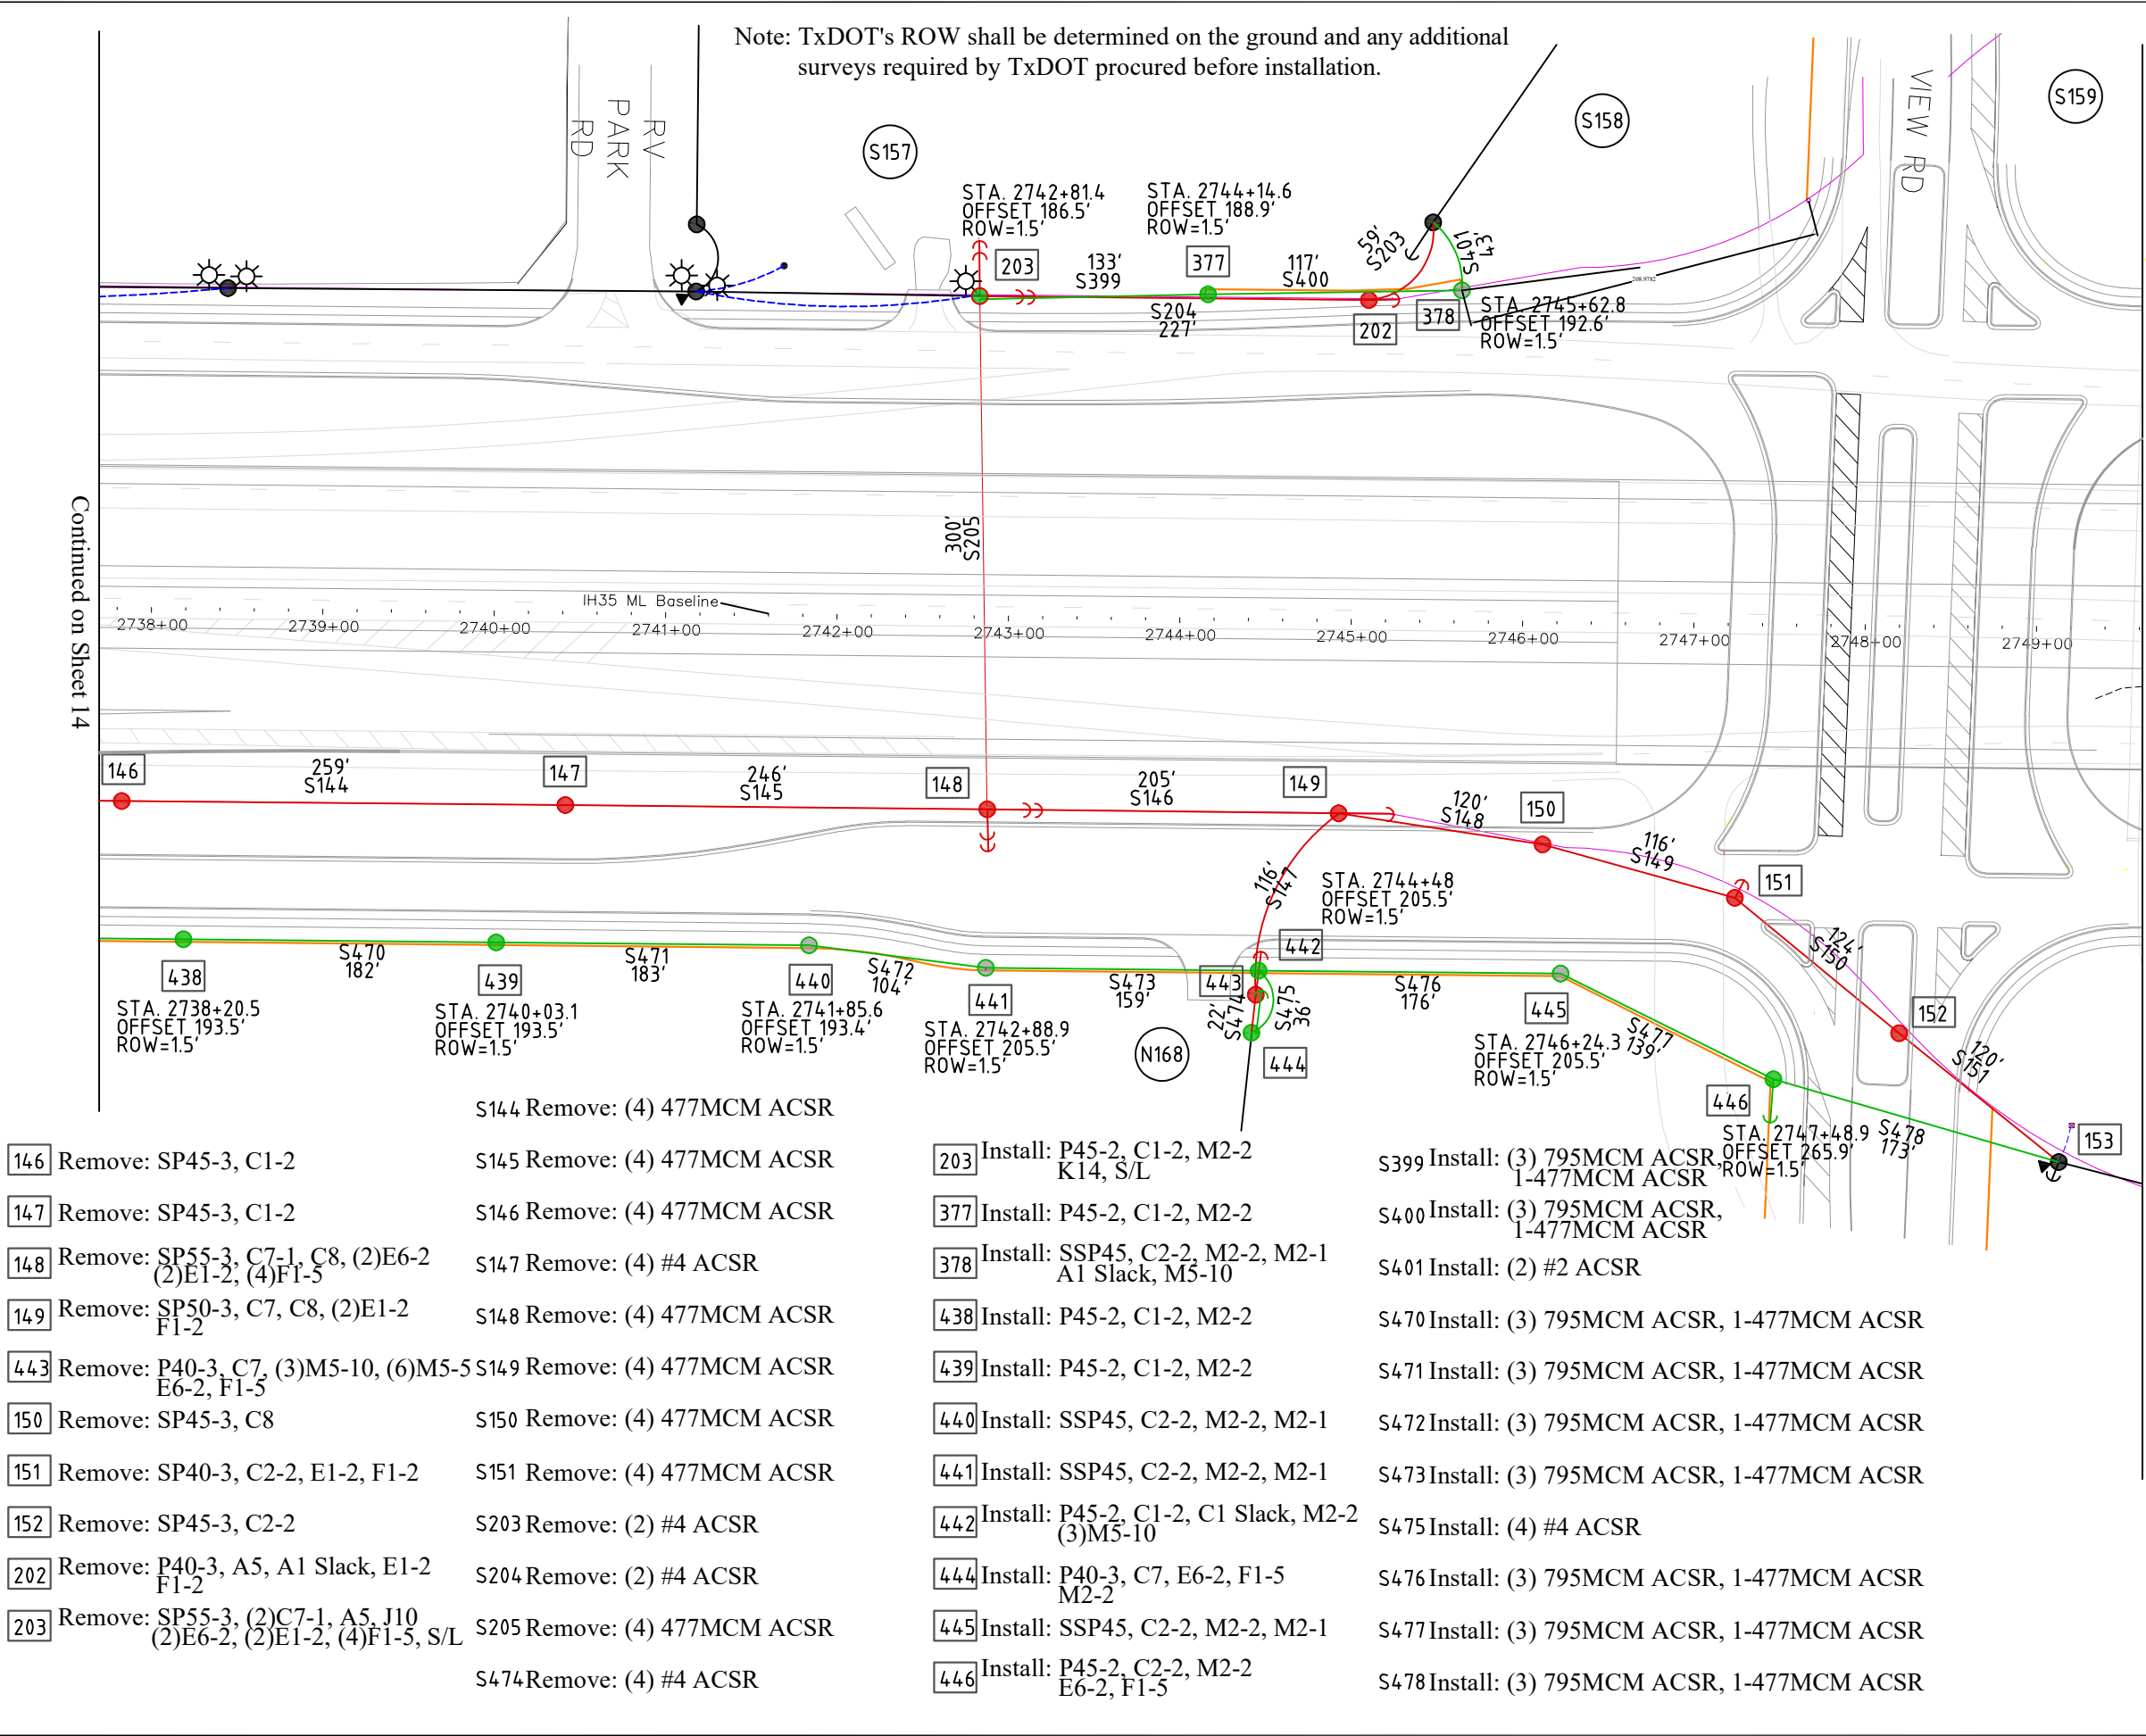 Note: TxDOT's ROW shall be determined on the ground and any additional
surveys required by TxDOT procured before installation.
RV
PARK
RD
VIEW RD
S157
S158
S159
STA. 2742+81.4
OFFSET 186.5'
ROW=1.5'
STA. 2744+14.6
OFFSET 188.9'
ROW=1.5'
203
133'
S399
377
117'
S400
59'
S203
43'
S401
S204
227'
202
378
STA. 2745+62.8
OFFSET 192.6'
ROW=1.5'
208.9782
300'
S205
Continued on Sheet 14
IH35 ML Baseline
2738+00
2739+00
2740+00
2741+00
2742+00
2743+00
2744+00
2745+00
2746+00
2747+00
2748+00
2749+00
146
259'
S144
147
246'
S145
148
205'
S146
149
120'
S148
150
116'
S149
151
116'
S147
STA. 2744+48
OFFSET 205.5'
ROW=1.5'
124'
S150
152
120'
S151
153
438
S470
182'
439
S471
183'
440
S472
104'
441
S473
159'
442
443
22'
S474
S475
36'
444
S476
176'
445
S477
139'
446
S478
173'
N168
STA. 2738+20.5
OFFSET 193.5'
ROW=1.5'
STA. 2740+03.1
OFFSET 193.5'
ROW=1.5'
STA. 2741+85.6
OFFSET 193.4'
ROW=1.5'
STA. 2742+88.9
OFFSET 205.5'
ROW=1.5'
STA. 2746+24.3
OFFSET 205.5'
ROW=1.5'
STA. 2747+48.9
OFFSET 265.9'
ROW=1.5'
146 Remove: SP45-3, C1-2
147 Remove: SP45-3, C1-2
148 Remove: SP55-3, C7-1, C8, (2)E6-2
(2)E1-2, (4)F1-5
149 Remove: SP50-3, C7, C8, (2)E1-2
F1-2
443 Remove: P40-3, C7, (3)M5-10, (6)M5-5
E6-2, F1-5
150 Remove: SP45-3, C8
151 Remove: SP40-3, C2-2, E1-2, F1-2
152 Remove: SP45-3, C2-2
202 Remove: P40-3, A5, A1 Slack, E1-2
F1-2
203 Remove: SP55-3, (2)C7-1, A5, J10
(2)E6-2, (2)E1-2, (4)F1-5, S/L
S144 Remove: (4) 477MCM ACSR
S145 Remove: (4) 477MCM ACSR
S146 Remove: (4) 477MCM ACSR
S147 Remove: (4) #4 ACSR
S148 Remove: (4) 477MCM ACSR
S149 Remove: (4) 477MCM ACSR
S150 Remove: (4) 477MCM ACSR
S151 Remove: (4) 477MCM ACSR
S203 Remove: (2) #4 ACSR
S204 Remove: (2) #4 ACSR
S205 Remove: (4) 477MCM ACSR
S474 Remove: (4) #4 ACSR
203 Install: P45-2, C1-2, M2-2
K14, S/L
377 Install: P45-2, C1-2, M2-2
378 Install: SSP45, C2-2, M2-2, M2-1
A1 Slack, M5-10
438 Install: P45-2, C1-2, M2-2
439 Install: P45-2, C1-2, M2-2
440 Install: SSP45, C2-2, M2-2, M2-1
441 Install: SSP45, C2-2, M2-2, M2-1
442 Install: P45-2, C1-2, C1 Slack, M2-2
(3)M5-10
444 Install: P40-3, C7, E6-2, F1-5
M2-2
445 Install: SSP45, C2-2, M2-2, M2-1
446 Install: P45-2, C2-2, M2-2
E6-2, F1-5
S399 Install: (3) 795MCM ACSR,
1-477MCM ACSR
S400 Install: (3) 795MCM ACSR,
1-477MCM ACSR
S401 Install: (2) #2 ACSR
S470 Install: (3) 795MCM ACSR, 1-477MCM ACSR
S471 Install: (3) 795MCM ACSR, 1-477MCM ACSR
S472 Install: (3) 795MCM ACSR, 1-477MCM ACSR
S473 Install: (3) 795MCM ACSR, 1-477MCM ACSR
S475 Install: (4) #4 ACSR
S476 Install: (3) 795MCM ACSR, 1-477MCM ACSR
S477 Install: (3) 795MCM ACSR, 1-477MCM ACSR
S478 Install: (3) 795MCM ACSR, 1-477MCM ACSR